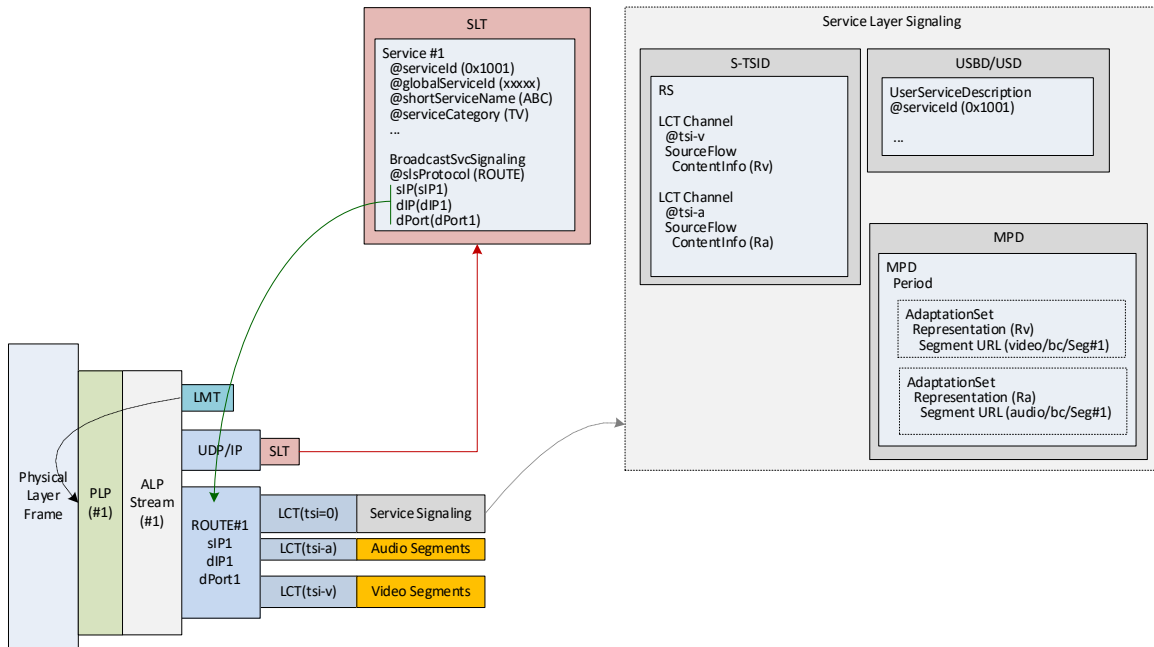 SLT
Service #1
@serviceId (0x1001)
@globalServiceId (xxxxx)
@shortServiceName (ABC)
@serviceCategory (TV)
...
BroadcastSvcSignaling
@slsProtocol (ROUTE)
sIP(sIP1)
dIP(dIP1)
dPort(dPort1)
Service Layer Signaling
S-TSID
RS
LCT Channel
@tsi-v
SourceFlow
ContentInfo (Rv)
LCT Channel
@tsi-a
SourceFlow
ContentInfo (Ra)
USBD/USD
UserServiceDescription
@serviceId (0x1001)
...
MPD
MPD
Period
AdaptationSet
Representation (Rv)
Segment URL (video/bc/Seg#1)
AdaptationSet
Representation (Ra)
Segment URL (audio/bc/Seg#1)
Physical
Layer
Frame
PLP
(#1)
ALP
Stream
(#1)
LMT
UDP/IP
SLT
ROUTE#1
sIP1
dIP1
dPort1
LCT(tsi=0)
Service Signaling
LCT(tsi-a)
Audio Segments
LCT(tsi-v)
Video Segments